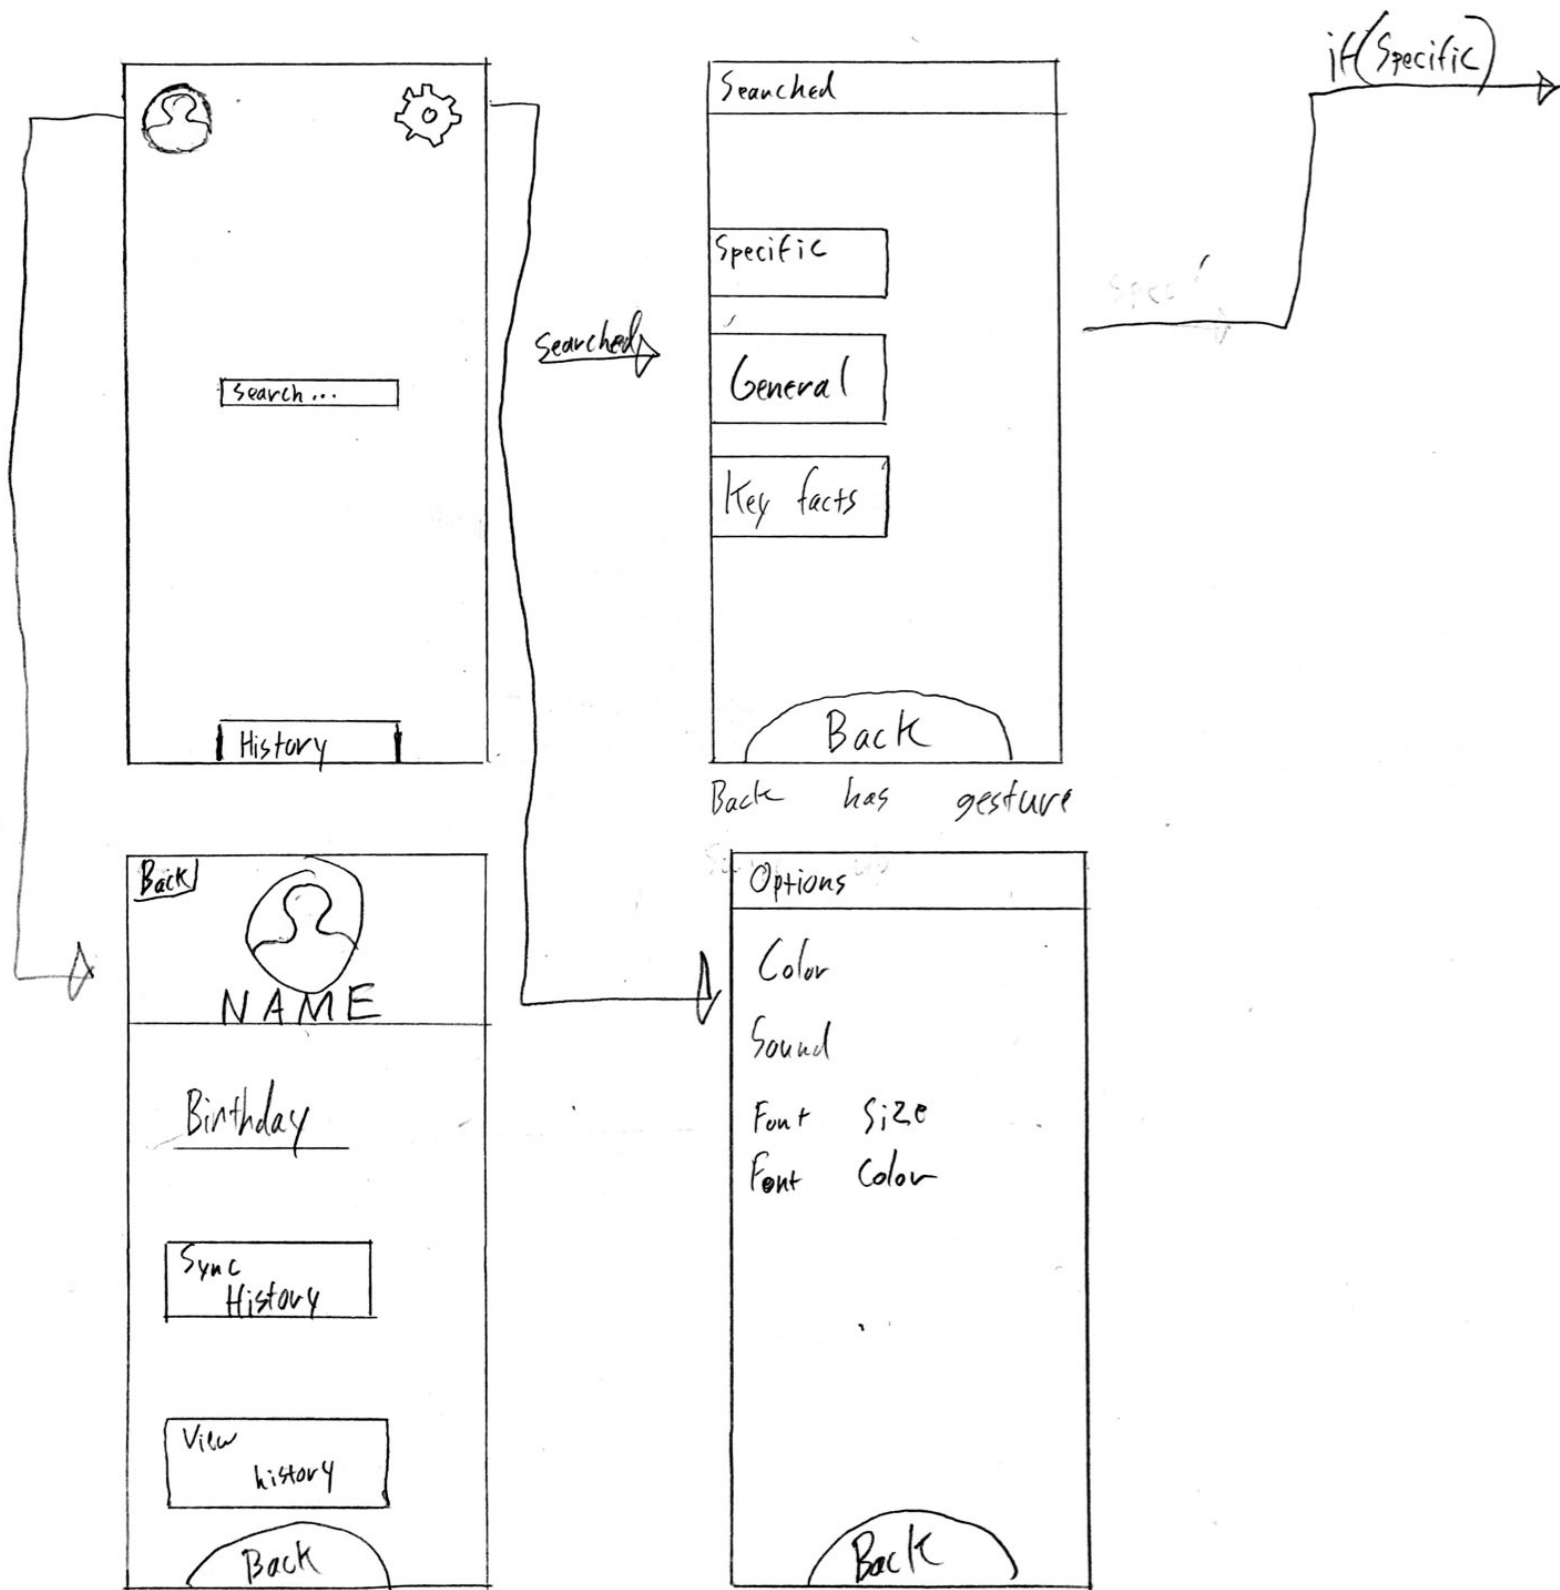 if(Specific)
Searched
Specific
Searched
Search...
General
Key facts
History
Back
Back has gesture
Back
NAME
Birthday
Sync
History
View
history
Back
Options
Color
Sound
Font Size
Font Color
Back